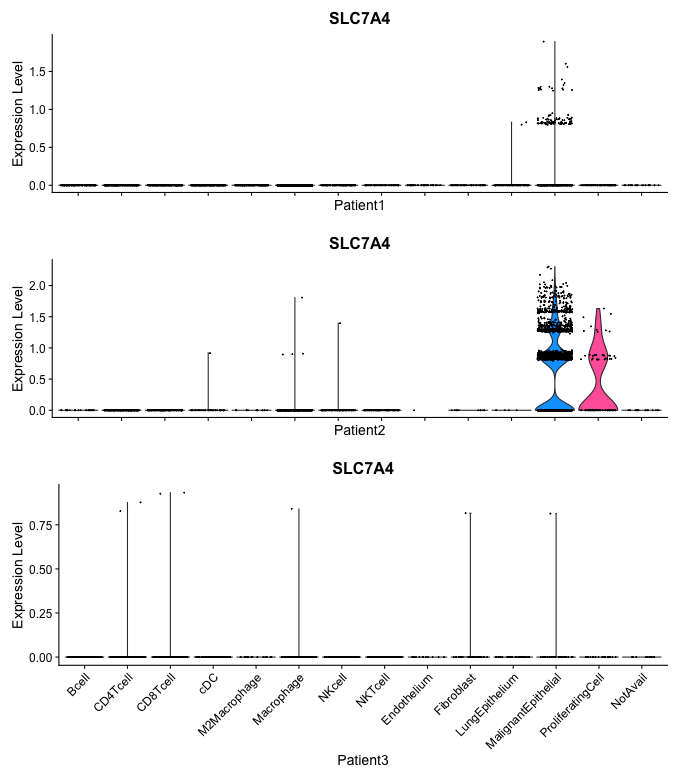 SLC7A4
Expression Level
1.5
1.0
0.5
0.0
Patient1
SLC7A4
Expression Level
2.0
1.5
1.0
0.5
0.0
Patient2
SLC7A4
Expression Level
0.75
0.50
0.25
0.00
Bcell
CD4Tcell
CD8Tcell
cDC
M2Macrophage
Macrophage
NKcell
NKTcell
Endothelium
Fibroblast
LungEpithelium
MalignantEpithelial
ProliferatingCell
NotAvail
Patient3